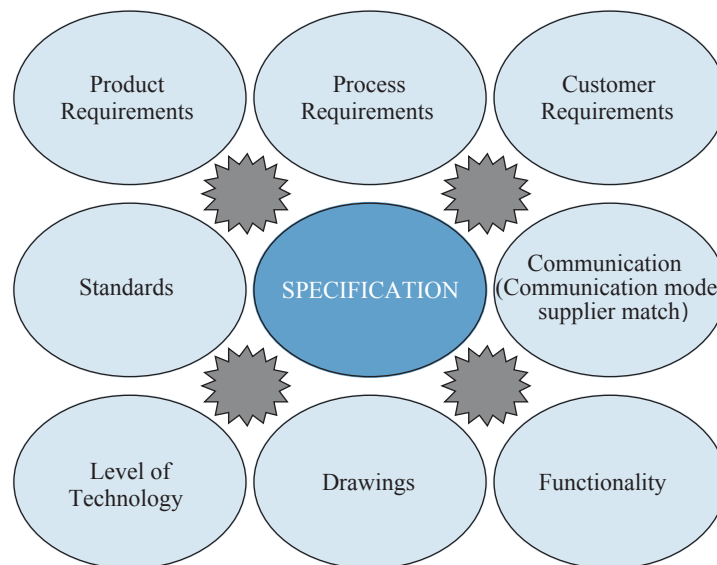 Product
Requirements
Process
Requirements
Customer
Requirements
Standards
SPECIFICATION
Communication
(Communication mode
supplier match)
Level of
Technology
Drawings
Functionality